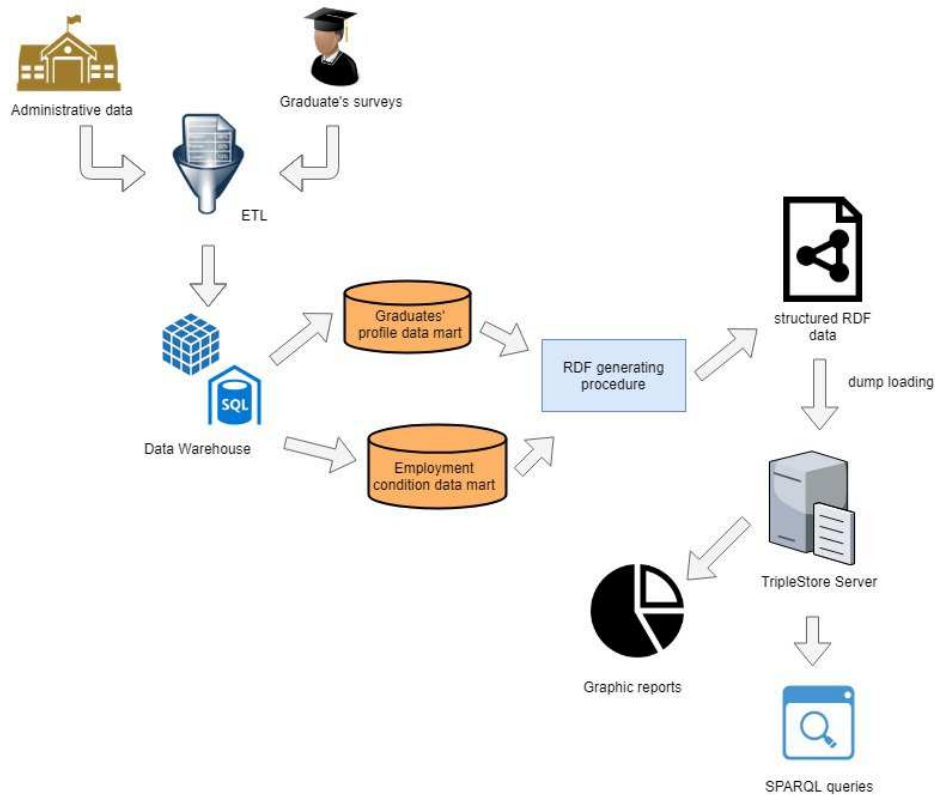 Administrative data
Graduate's surveys
ETL
Graduates'
profile data mart
structured RDF
data
RDF generating
procedure
dump loading
SQL
Data Warehouse
Employment
condition data mart
TripleStore Server
Graphic reports
SPARQL queries